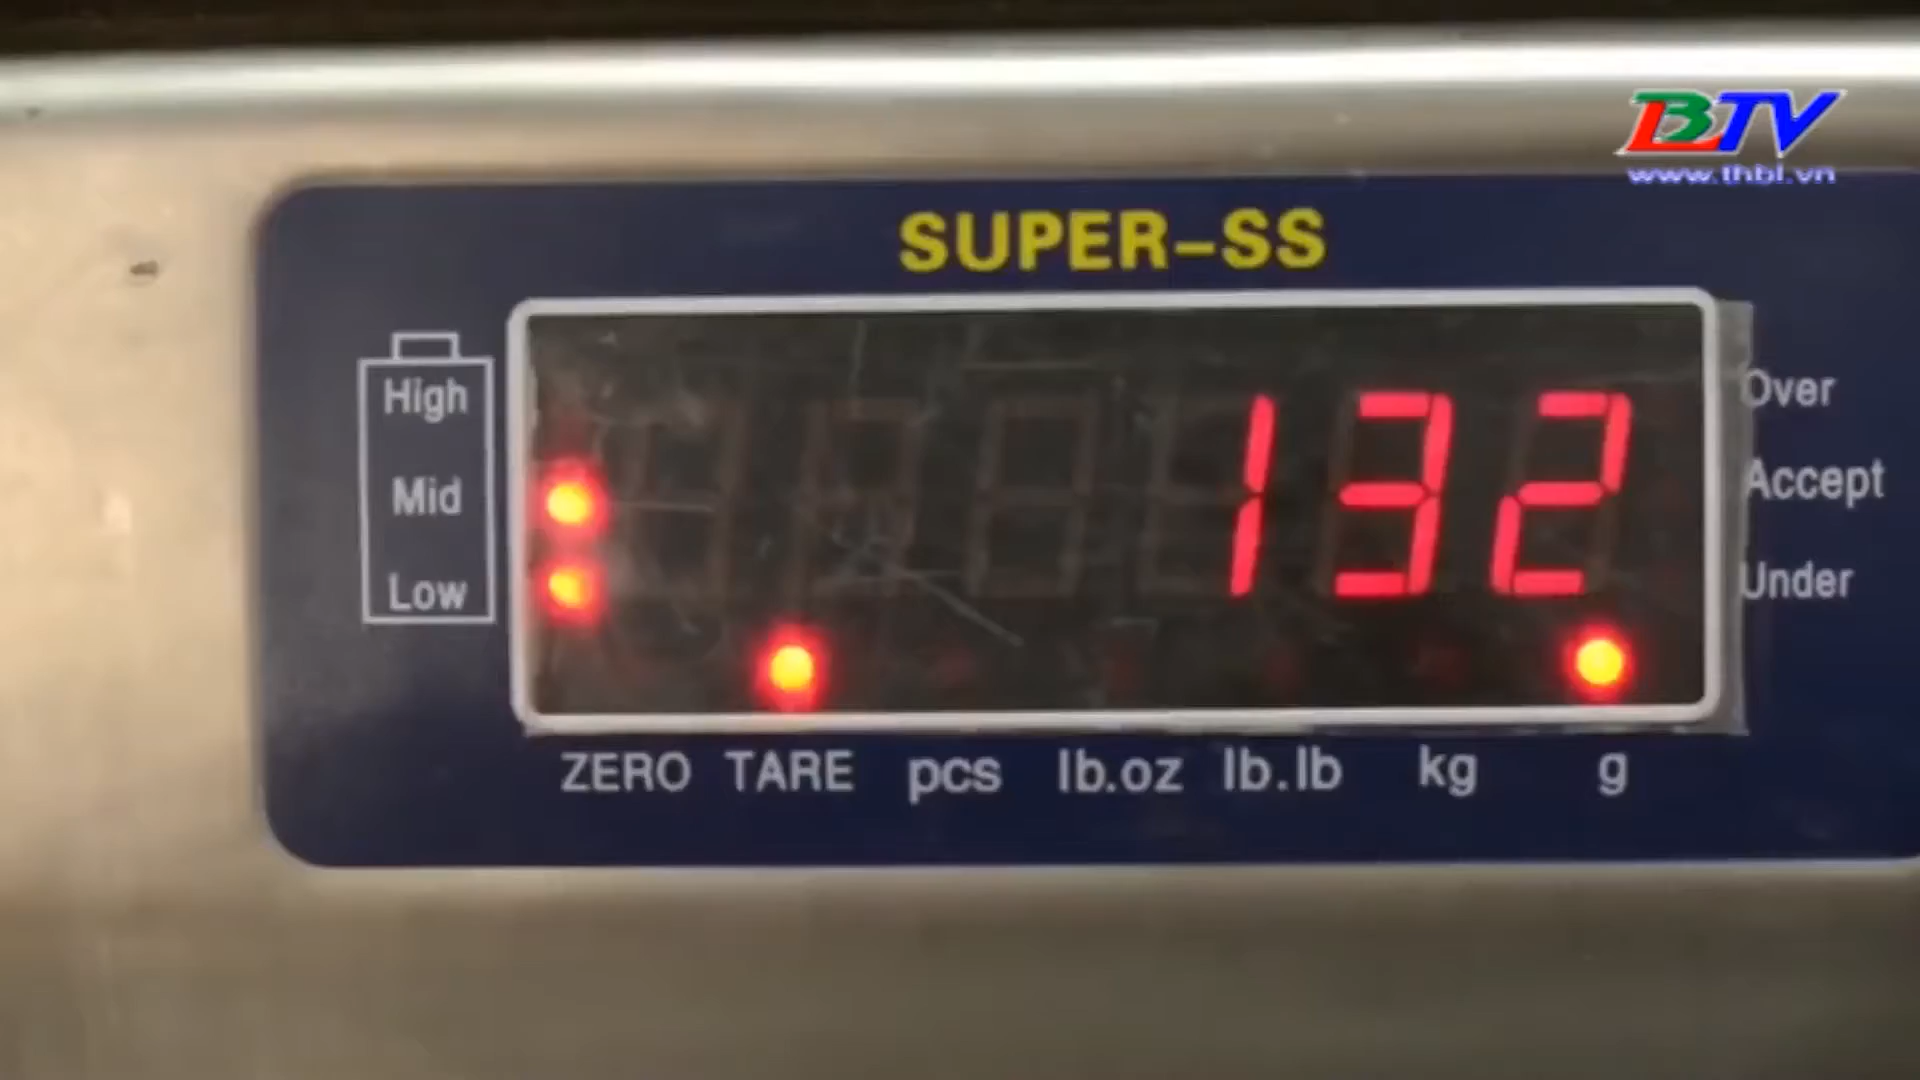 BTV
www.thbl.vn
SUPER-SS
High
Mid
Low
132
Over
Accept
Under
ZERO TARE pcs lb.oz lb.lb kg g